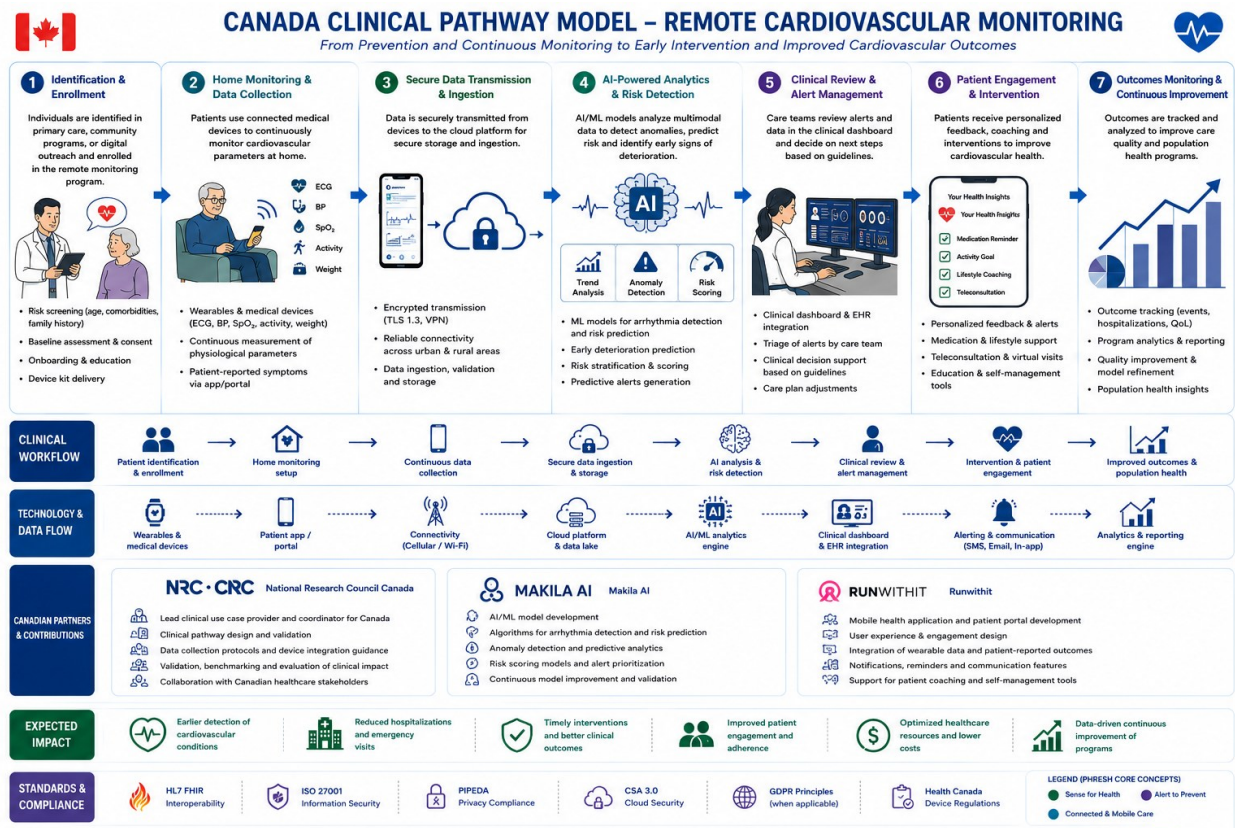 CANADA CLINICAL PATHWAY MODEL – REMOTE CARDIOVASCULAR MONITORING
From Prevention and Continuous Monitoring to Early Intervention and Improved Cardiovascular Outcomes
1 Identification &
Enrollment
Individuals are identified in
primary care, community
programs, or digital
outreach and enrolled
in the remote monitoring
program.
• Risk screening (age, comorbidities,
family history)
• Baseline assessment & consent
• Onboarding & education
• Device kit delivery
2 Home Monitoring &
Data Collection
Patients use connected medical
devices to continuously
monitor cardiovascular
parameters at home.
ECG
BP
SpO₂
Activity
Weight
• Wearables & medical devices
(ECG, BP, SpO₂, activity, weight)
• Continuous measurement of
physiological parameters
• Patient-reported symptoms
via app/portal
3 Secure Data Transmission
& Ingestion
Data is securely transmitted from
devices to the cloud platform for
secure storage and ingestion.
• Encrypted transmission
(TLS 1.3, VPN)
• Reliable connectivity
across urban & rural areas
• Data ingestion, validation
and storage
4 AI-Powered Analytics
& Risk Detection
AI/ML models analyze multimodal
data to detect anomalies, predict
risk and identify early signs of
deterioration.
AI
Trend
Analysis
Anomaly
Detection
Risk
Scoring
• ML models for arrhythmia detection
and risk prediction
• Early deterioration prediction
• Risk stratification & scoring
• Predictive alerts generation
5 Clinical Review &
Alert Management
Care teams review alerts and
data in the clinical dashboard
and decide on next steps
based on guidelines.
• Clinical dashboard & EHR
integration
• Triage of alerts by care team
• Clinical decision support
based on guidelines
• Care plan adjustments
6 Patient Engagement
& Intervention
Patients receive personalized
feedback, coaching and
interventions to improve
cardiovascular health.
Your Health Insights
Your Health Insights
Medication Reminder
Activity Goal
Lifestyle Coaching
Teleconsultation
• Personalized feedback & alerts
• Medication & lifestyle support
• Teleconsultation & virtual visits
• Education & self-management
tools
7 Outcomes Monitoring &
Continuous Improvement
Outcomes are tracked and
analyzed to improve care
quality and population
health programs.
• Outcome tracking (events,
hospitalizations, QoL)
• Program analytics & reporting
• Quality improvement &
model refinement
• Population health insights
CLINICAL
WORKFLOW
Patient identification
& enrollment
Home monitoring
setup
Continuous data
collection
Secure data ingestion
& storage
AI analysis &
risk detection
Clinical review &
alert management
Intervention & patient
engagement
Improved outcomes &
population health
TECHNOLOGY &
DATA FLOW
Wearables &
medical devices
Patient app /
portal
Connectivity
(Cellular / Wi-Fi)
Cloud platform
& data lake
AI
AI/ML analytics
engine
Clinical dashboard
& EHR integration
Alerting & communication
(SMS, Email, In-app)
Analytics & reporting
engine
CANADIAN PARTNERS
& CONTRIBUTIONS
NRC · CRC National Research Council Canada
Lead clinical use case provider and coordinator for Canada
Clinical pathway design and validation
Data collection protocols and device integration guidance
Validation, benchmarking and evaluation of clinical impact
Collaboration with Canadian healthcare stakeholders
MAKILA AI Makila AI
AI/ML model development
Algorithms for arrhythmia detection and risk prediction
Anomaly detection and predictive analytics
Risk scoring models and alert prioritization
Continuous model improvement and validation
RUNWITHIT Runwithit
Mobile health application and patient portal development
User experience & engagement design
Integration of wearable data and patient-reported outcomes
Notifications, reminders and communication features
Support for patient coaching and self-management tools
EXPECTED
IMPACT
Earlier detection of
cardiovascular
conditions
Reduced hospitalizations
and emergency
visits
Timely interventions
and better clinical
outcomes
Improved patient
engagement and
adherence
Optimized healthcare
resources and lower
costs
Data-driven continuous
improvement of
programs
STANDARDS &
COMPLIANCE
HL7 FHIR
Interoperability
ISO 27001
Information Security
PIPEDA
Privacy Compliance
CSA 3.0
Cloud Security
GDPR Principles
(when applicable)
Health Canada
Device Regulations
LEGEND (PHRESH CORE CONCEPTS)
Sense for Health
Alert to Prevent
Connected & Mobile Care